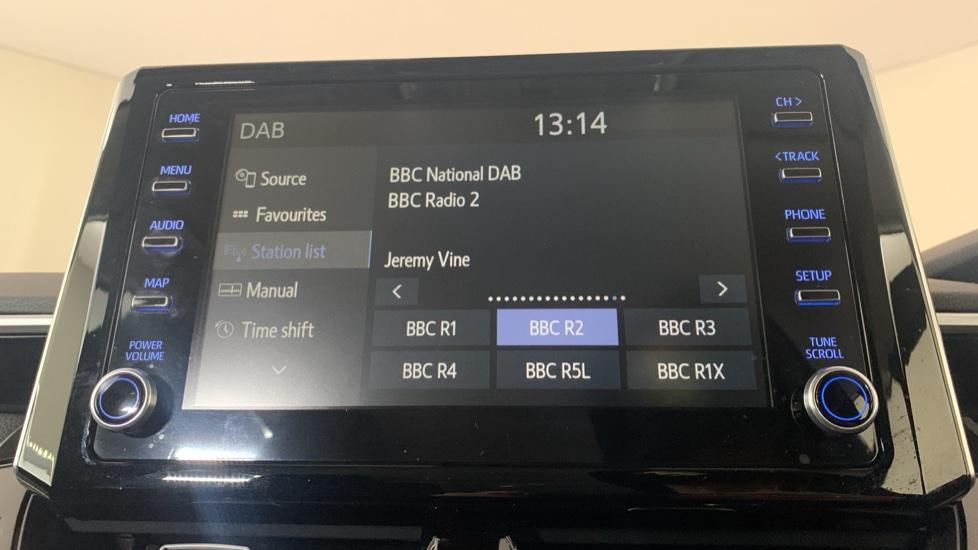 HOME
MENU
AUDIO
MAP
POWER
VOLUME
DAB
13:14
Source
Favourites
Station list
Manual
Time shift
BBC National DAB
BBC Radio 2
Jeremy Vine
< >
BBC R1 BBC R2 BBC R3
BBC R4 BBC R5L BBC R1X
CH >
< TRACK
PHONE
SETUP
TUNE
SCROLL